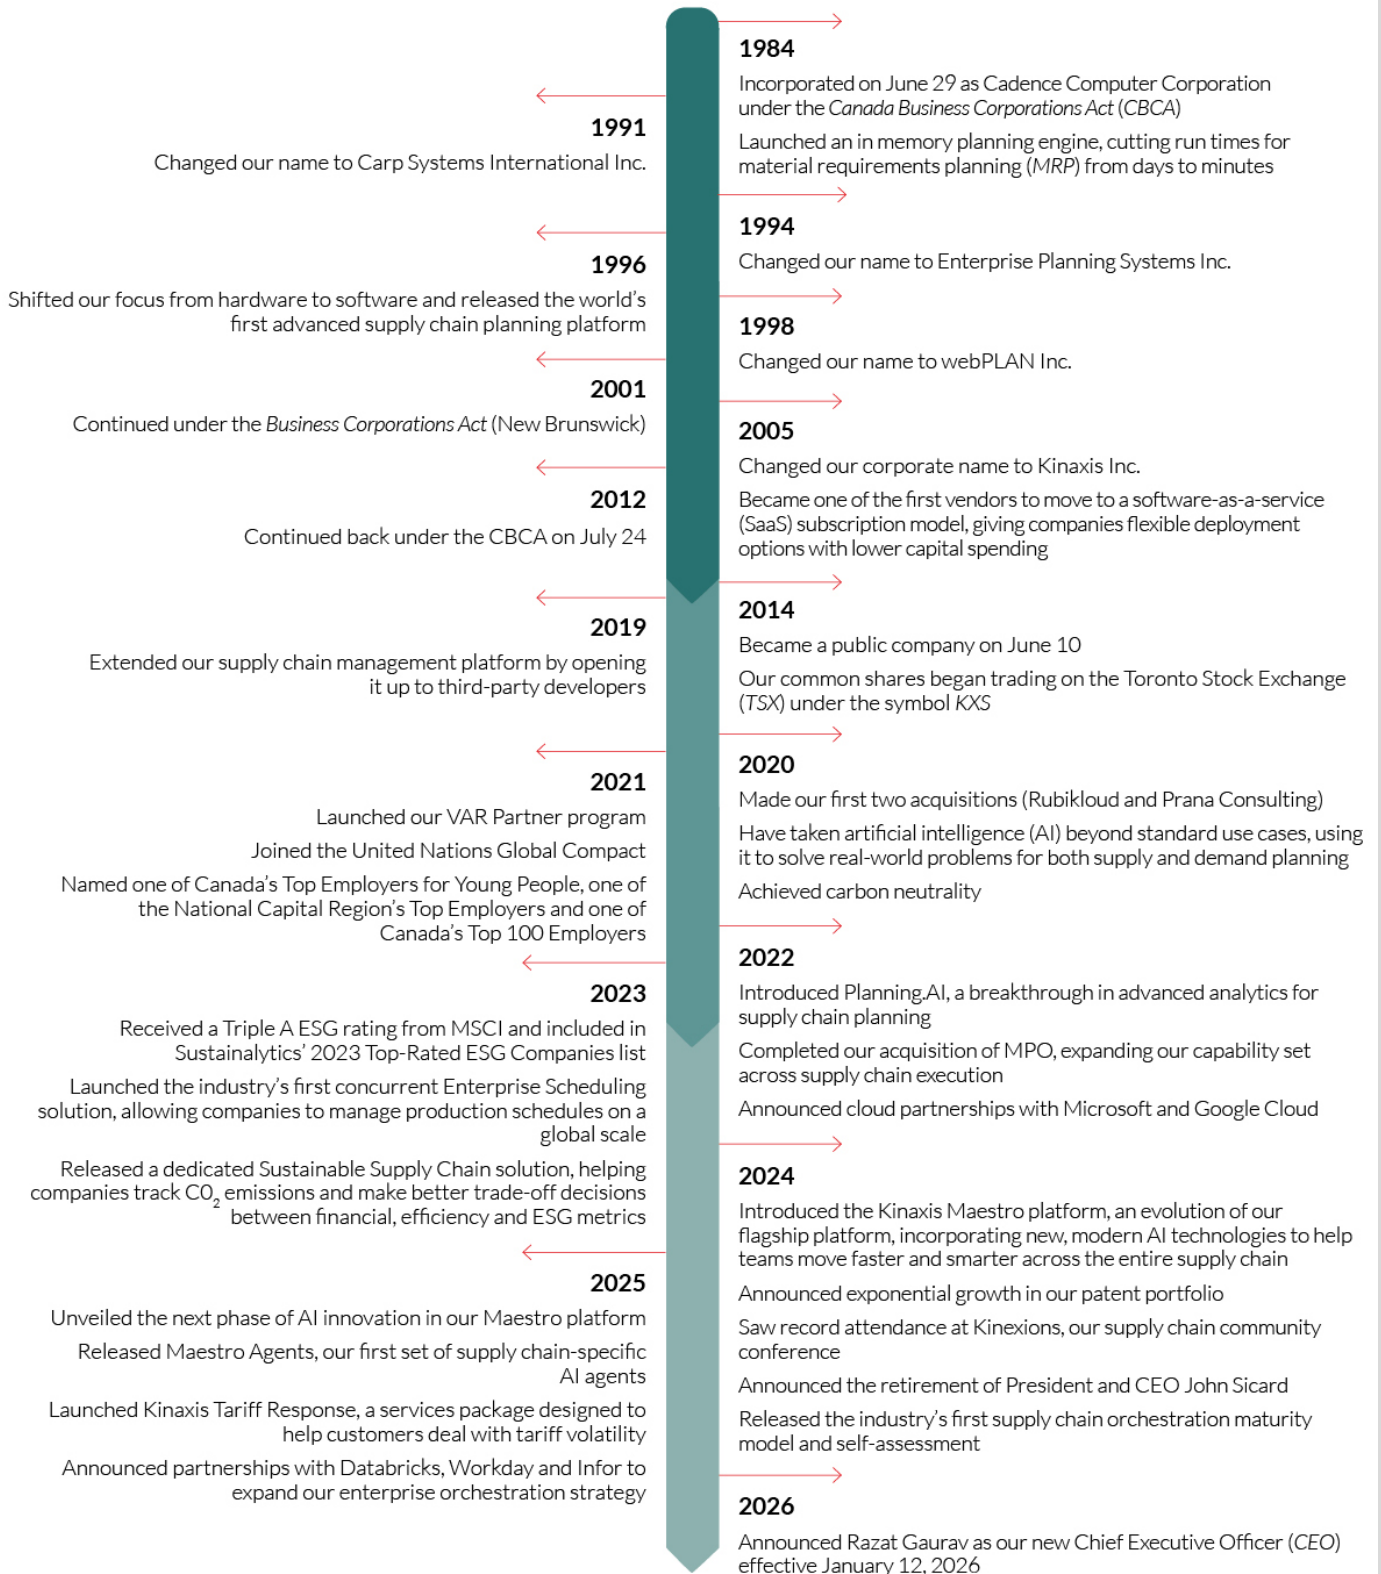 1984
Incorporated on June 29 as Cadence Computer Corporation
under the Canada Business Corporations Act (CBCA)
Launched an in memory planning engine, cutting run times for
material requirements planning (MRP) from days to minutes
1991
Changed our name to Carp Systems International Inc.
1994
Changed our name to Enterprise Planning Systems Inc.
1996
Shifted our focus from hardware to software and released the world's
first advanced supply chain planning platform
1998
Changed our name to webPLAN Inc.
2001
Continued under the Business Corporations Act (New Brunswick)
2005
Changed our corporate name to Kinaxis Inc.
Became one of the first vendors to move to a software-as-a-service
(SaaS) subscription model, giving companies flexible deployment
options with lower capital spending
2012
Continued back under the CBCA on July 24
2014
Became a public company on June 10
Our common shares began trading on the Toronto Stock Exchange
(TSX) under the symbol KXS
2019
Extended our supply chain management platform by opening
it up to third-party developers
2020
Made our first two acquisitions (Rubikloud and Prana Consulting)
Have taken artificial intelligence (AI) beyond standard use cases, using
it to solve real-world problems for both supply and demand planning
Achieved carbon neutrality
2021
Launched our VAR Partner program
Joined the United Nations Global Compact
Named one of Canada's Top Employers for Young People, one of
the National Capital Region's Top Employers and one of
Canada's Top 100 Employers
2022
Introduced Planning.AI, a breakthrough in advanced analytics for
supply chain planning
Completed our acquisition of MPO, expanding our capability set
across supply chain execution
Announced cloud partnerships with Microsoft and Google Cloud
2023
Received a Triple A ESG rating from MSCI and included in
Sustainalytics' 2023 Top-Rated ESG Companies list
Launched the industry's first concurrent Enterprise Scheduling
solution, allowing companies to manage production schedules on a
global scale
Released a dedicated Sustainable Supply Chain solution, helping
companies track C0₂ emissions and make better trade-off decisions
between financial, efficiency and ESG metrics
2024
Introduced the Kinaxis Maestro platform, an evolution of our
flagship platform, incorporating new, modern AI technologies to help
teams move faster and smarter across the entire supply chain
Announced exponential growth in our patent portfolio
Saw record attendance at Kinexions, our supply chain community
conference
Announced the retirement of President and CEO John Sicard
Released the industry's first supply chain orchestration maturity
model and self-assessment
2025
Unveiled the next phase of AI innovation in our Maestro platform
Released Maestro Agents, our first set of supply chain-specific
AI agents
Launched Kinaxis Tariff Response, a services package designed to
help customers deal with tariff volatility
Announced partnerships with Databricks, Workday and Infor to
expand our enterprise orchestration strategy
2026
Announced Razat Gaurav as our new Chief Executive Officer (CEO)
effective January 12, 2026